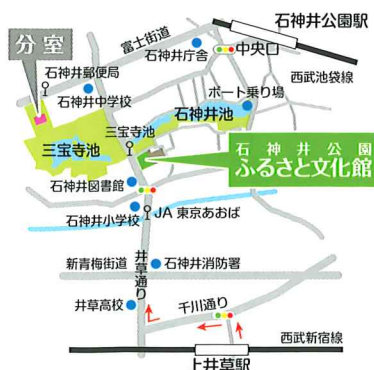 石神井公園駅
富士街道
石神井庁舎
中央口
分室
石神井郵便局
西武池袋線
石神井中学校
ボート乗り場
石神井池
三宝寺池
三宝寺池
石神井公園
ふるさと文化館
石神井図書館
石神井小学校
JA 東京あおば
井草通り
新青梅街道
石神井消防署
井草高校
千川通り
西武新宿線
上井草駅